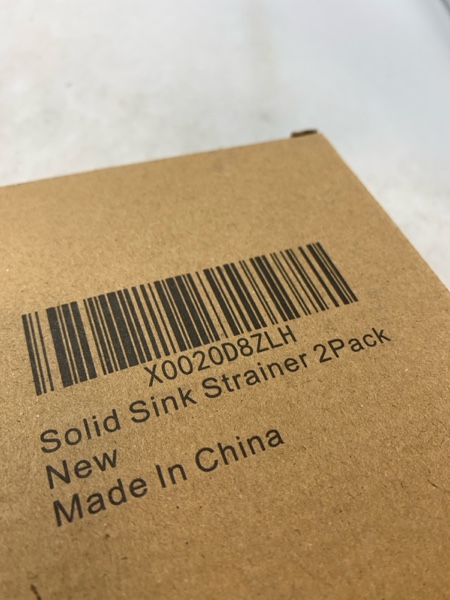 X0020D8ZLH
Solid Sink Strainer 2Pack
New
Made In China